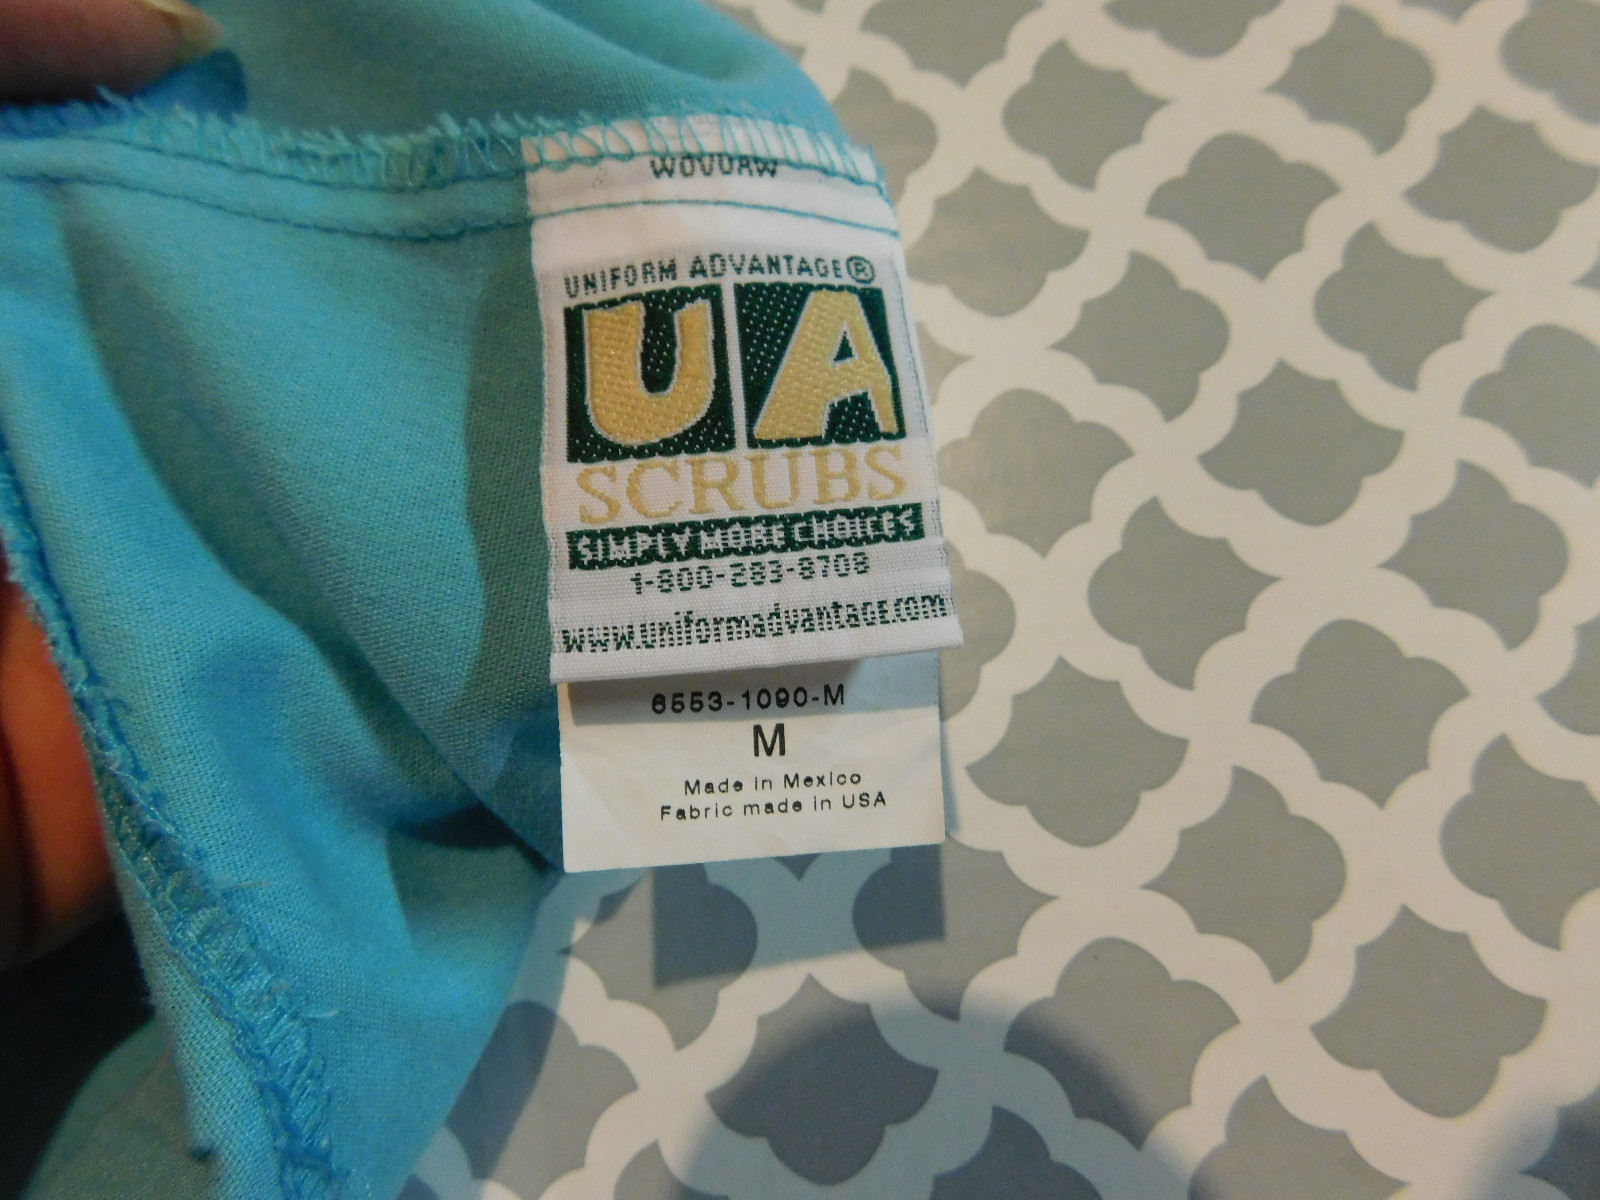 UNIFORM ADVANTAGE®
UA
SCRUBS
SIMPLY MORE CHOICES
1-800-283-8708
www.uniformadvantage.com
6553-1090-M
M
Made in Mexico
Fabric made in USA